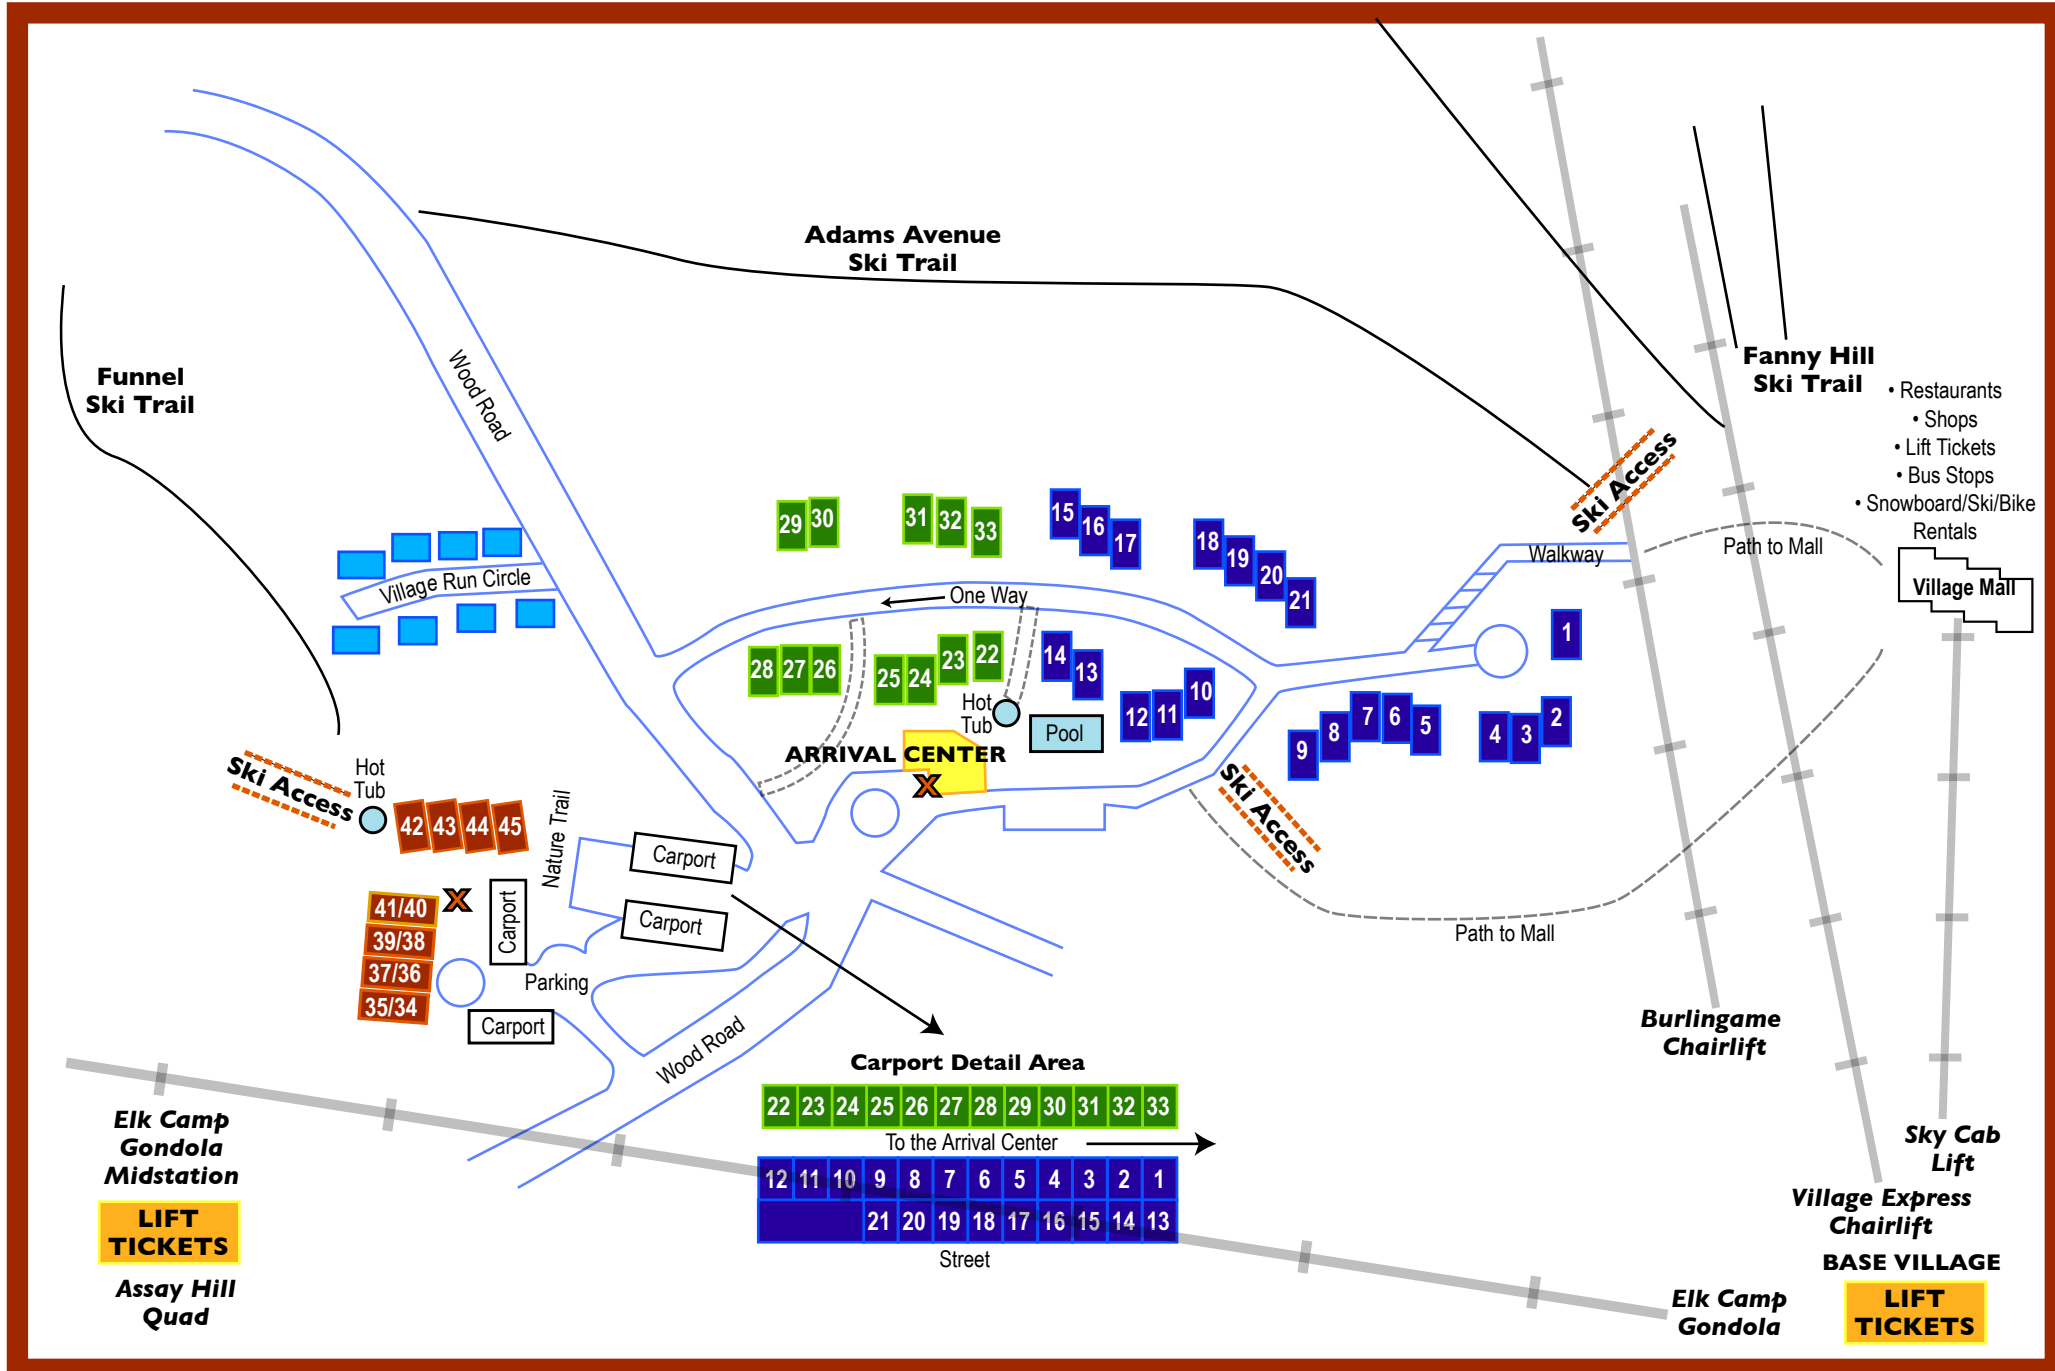 Adams Avenue
Ski Trail
Funnel
Ski Trail
Wood Road
Fanny Hill
Ski Trail
• Restaurants
• Shops
• Lift Tickets
• Bus Stops
• Snowboard/Ski/Bike
Rentals
Village Mall
Ski Access
Walkway
Path to Mall
Village Run Circle
One Way
29
30
31
32
33
15
16
17
18
19
20
21
1
28
27
26
25
24
23
22
14
13
12
11
10
9
8
7
6
5
4
3
2
Hot
Tub
Pool
ARRIVAL CENTER
X
Ski Access
Path to Mall
Ski Access
Hot
Tub
42
43
44
45
Nature Trail
Carport
Carport
Carport
X
41/40
39/38
37/36
35/34
Parking
Carport
Wood Road
Burlingame
Chairlift
Carport Detail Area
22 23 24 25 26 27 28 29 30 31 32 33
To the Arrival Center
12 11 10 9 8 7 6 5 4 3 2 1
21 20 19 18 17 16 15 14 13
Street
Elk Camp
Gondola
Midstation
LIFT
TICKETS
Assay Hill
Quad
Sky Cab
Lift
Village Express
Chairlift
BASE VILLAGE
LIFT
TICKETS
Elk Camp
Gondola